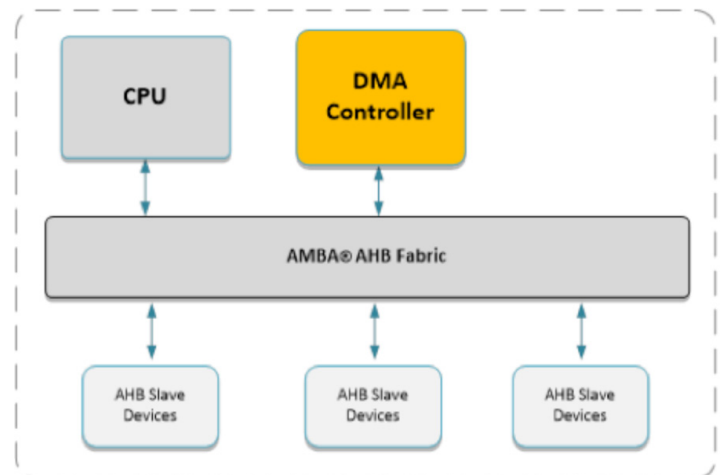 CPU
DMA
Controller
AMBA® AHB Fabric
AHB Slave
Devices
AHB Slave
Devices
AHB Slave
Devices